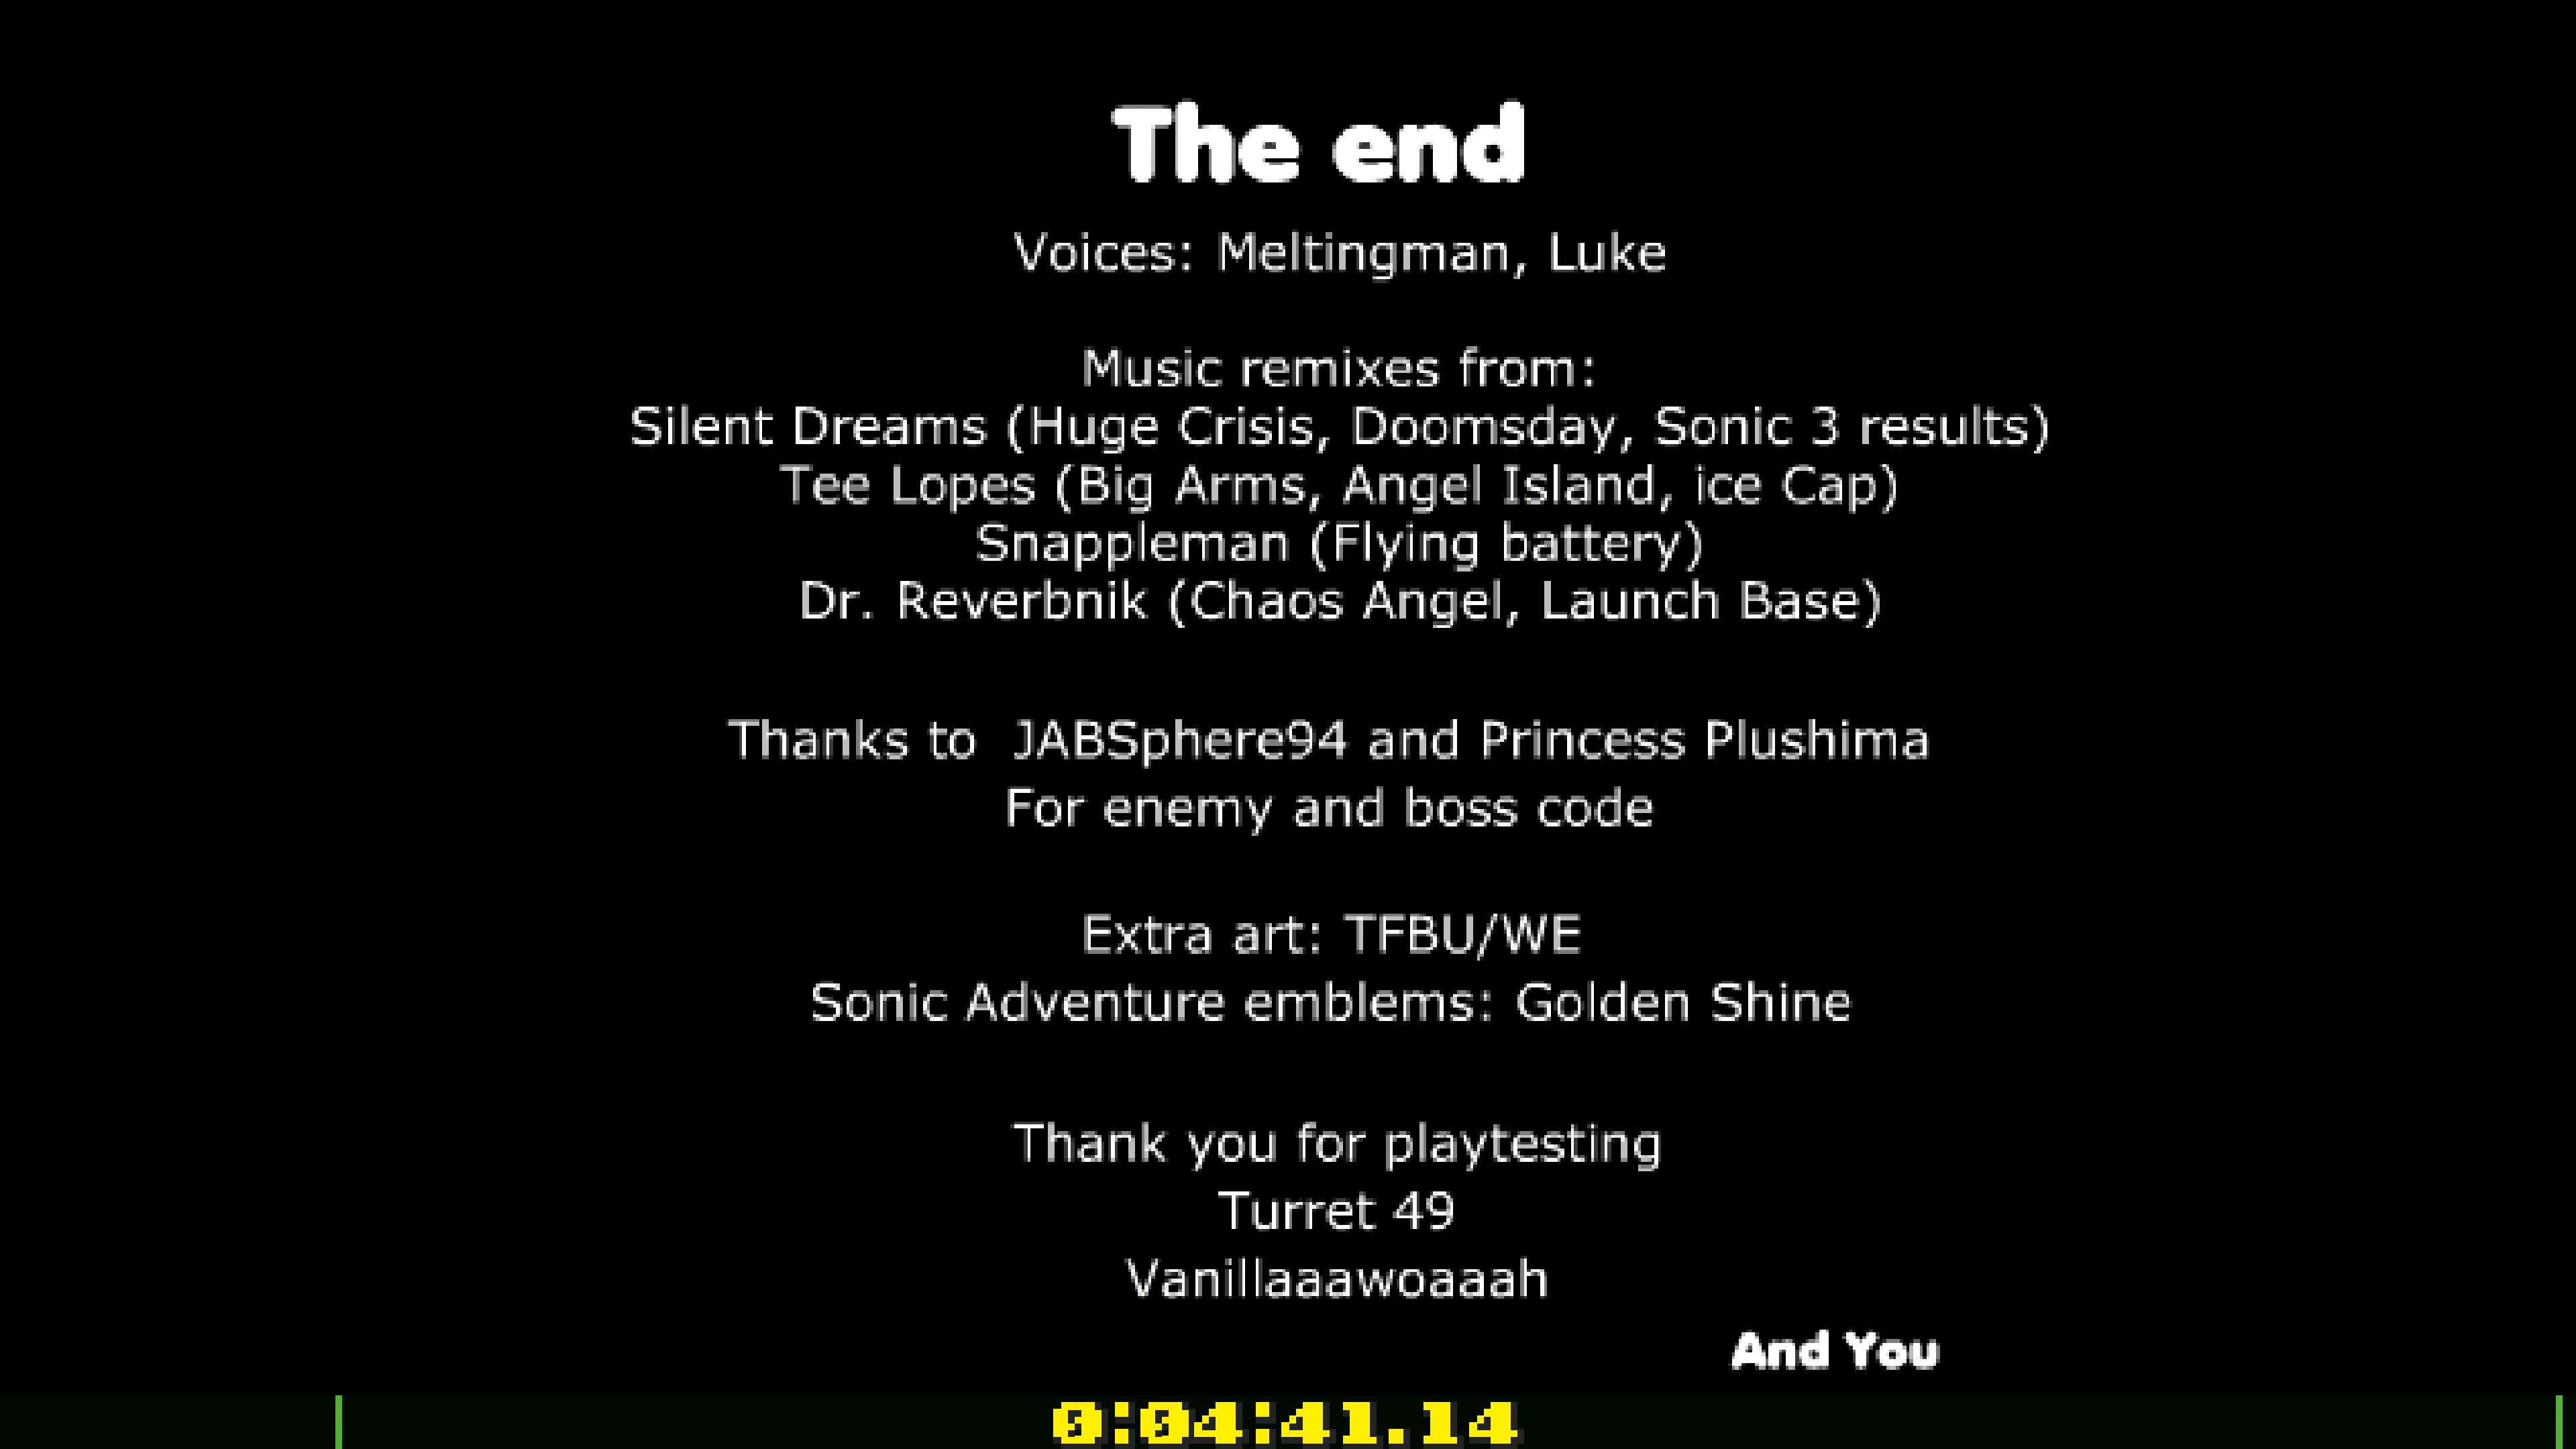 The end
Voices: Meltingman, Luke
Music remixes from:
Silent Dreams (Huge Crisis, Doomsday, Sonic 3 results)
Tee Lopes (Big Arms, Angel Island, ice Cap)
Snappleman (Flying battery)
Dr. Reverbnik (Chaos Angel, Launch Base)
Thanks to  JABSphere94 and Princess Plushima
For enemy and boss code
Extra art: TFBU/WE
Sonic Adventure emblems: Golden Shine
Thank you for playtesting
Turret 49
Vanillaaawoaaah
And You
0:04:41.14